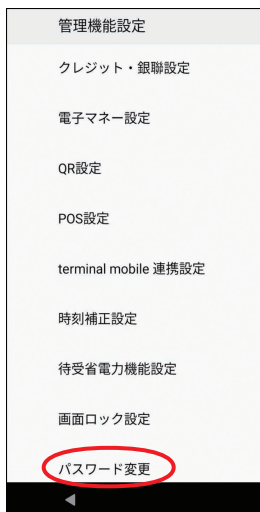 管理機能設定
クレジット・銀聯設定
電子マネー設定
QR設定
POS設定
terminal mobile 連携設定
時刻補正設定
待受省電力機能設定
画面ロック設定
パスワード変更